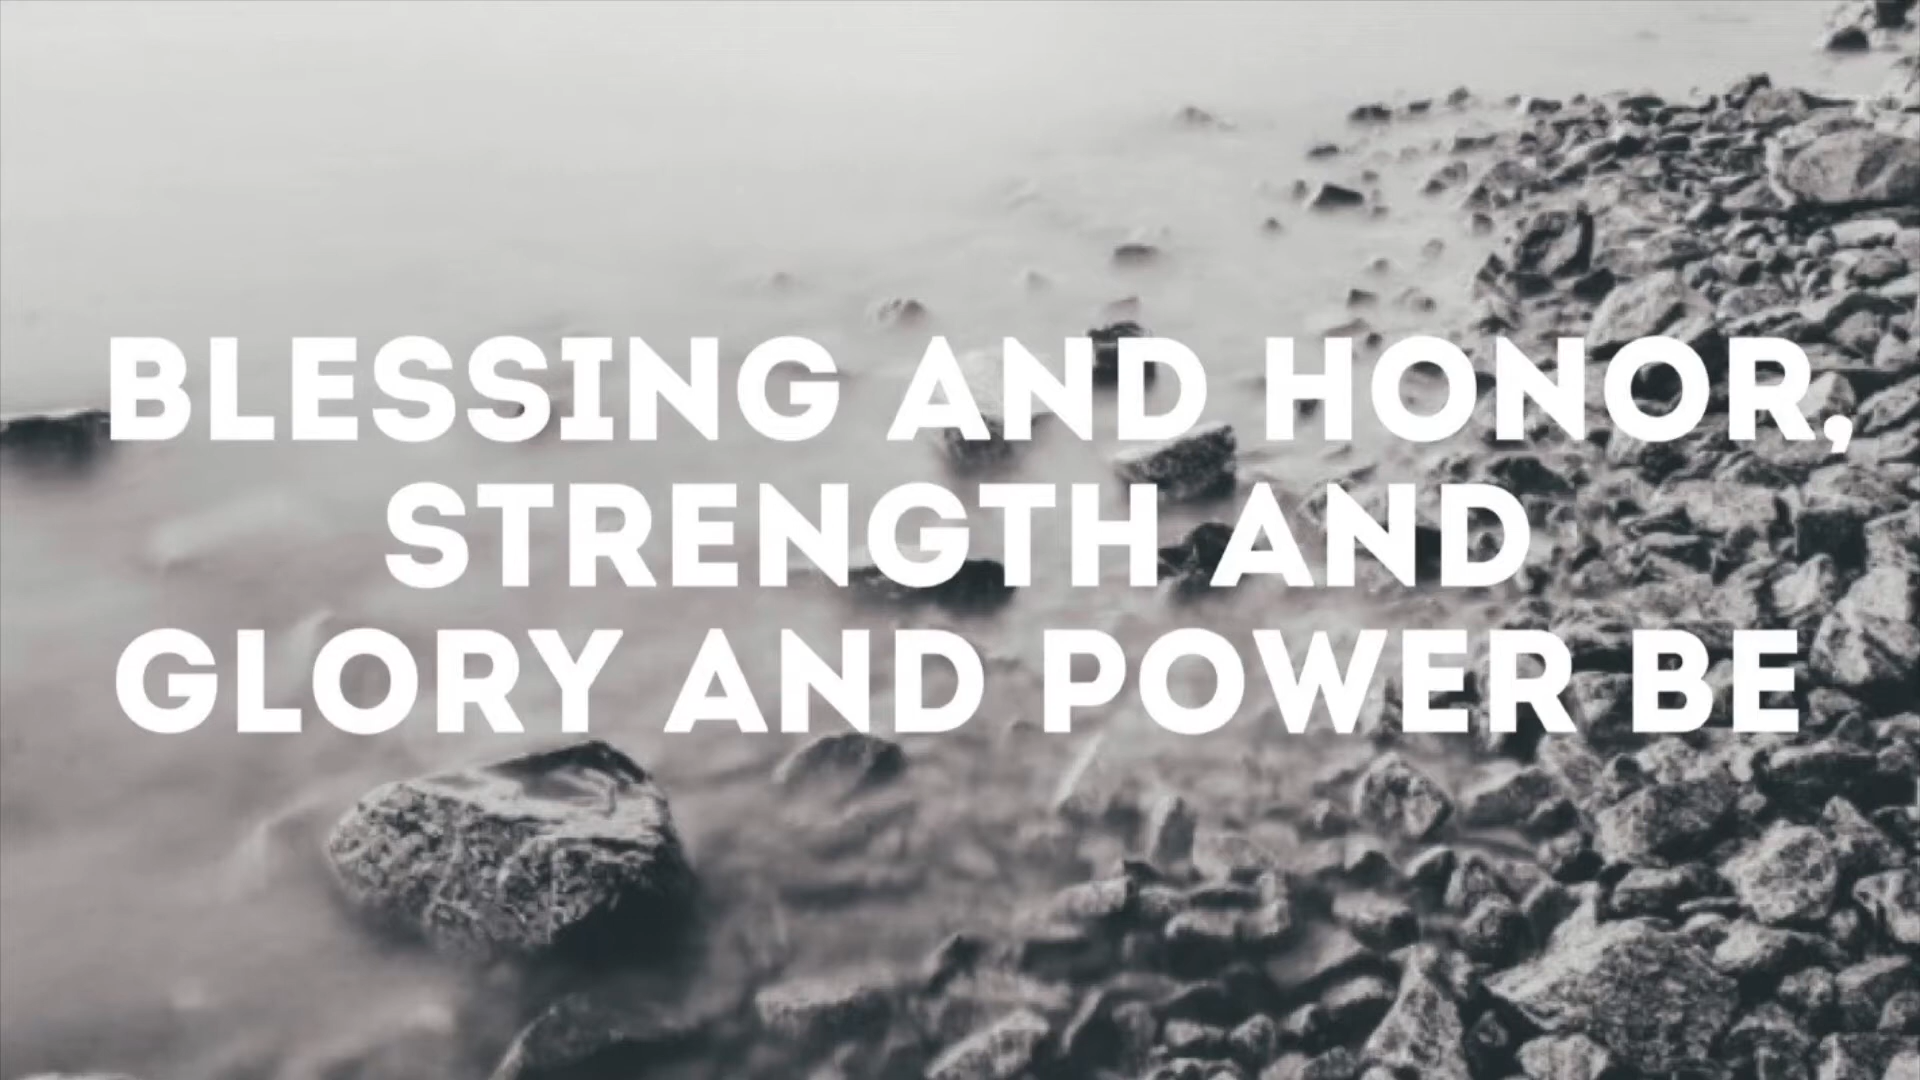 BLESSING AND HONOR,
STRENGTH AND
GLORY AND POWER BE